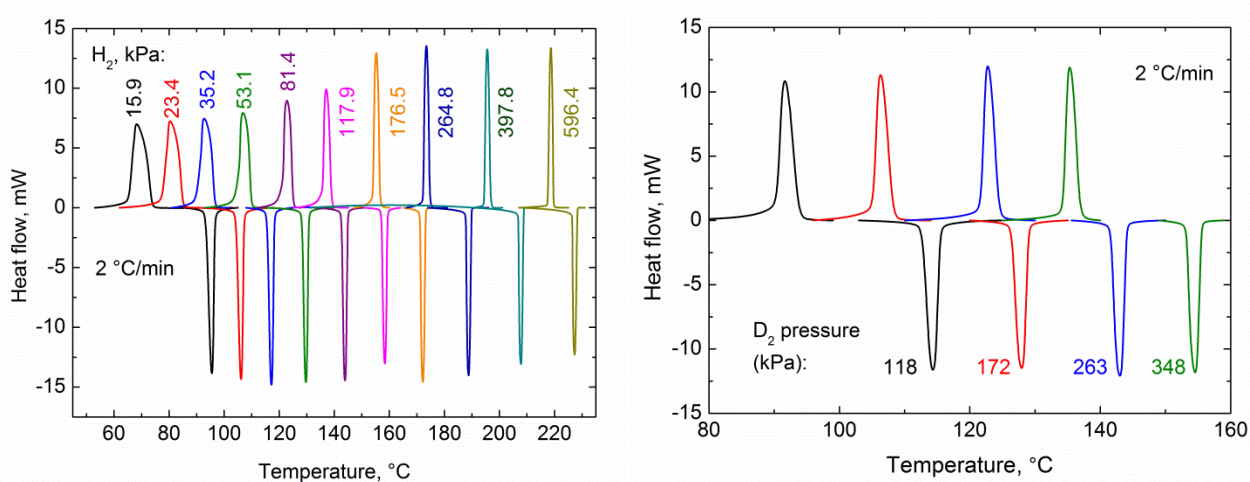 15
10
5
0
-5
-10
-15
Heat flow, mW
H₂, kPa:
15.9
23.4
35.2
53.1
81.4
117.9
176.5
264.8
397.8
596.4
2 °C/min
60 80 100 120 140 160 180 200 220
Temperature, °C
15
10
5
0
-5
-10
-15
Heat flow, mW
2 °C/min
D₂ pressure
(kPa):
118 172 263 348
80 100 120 140 160
Temperature, °C